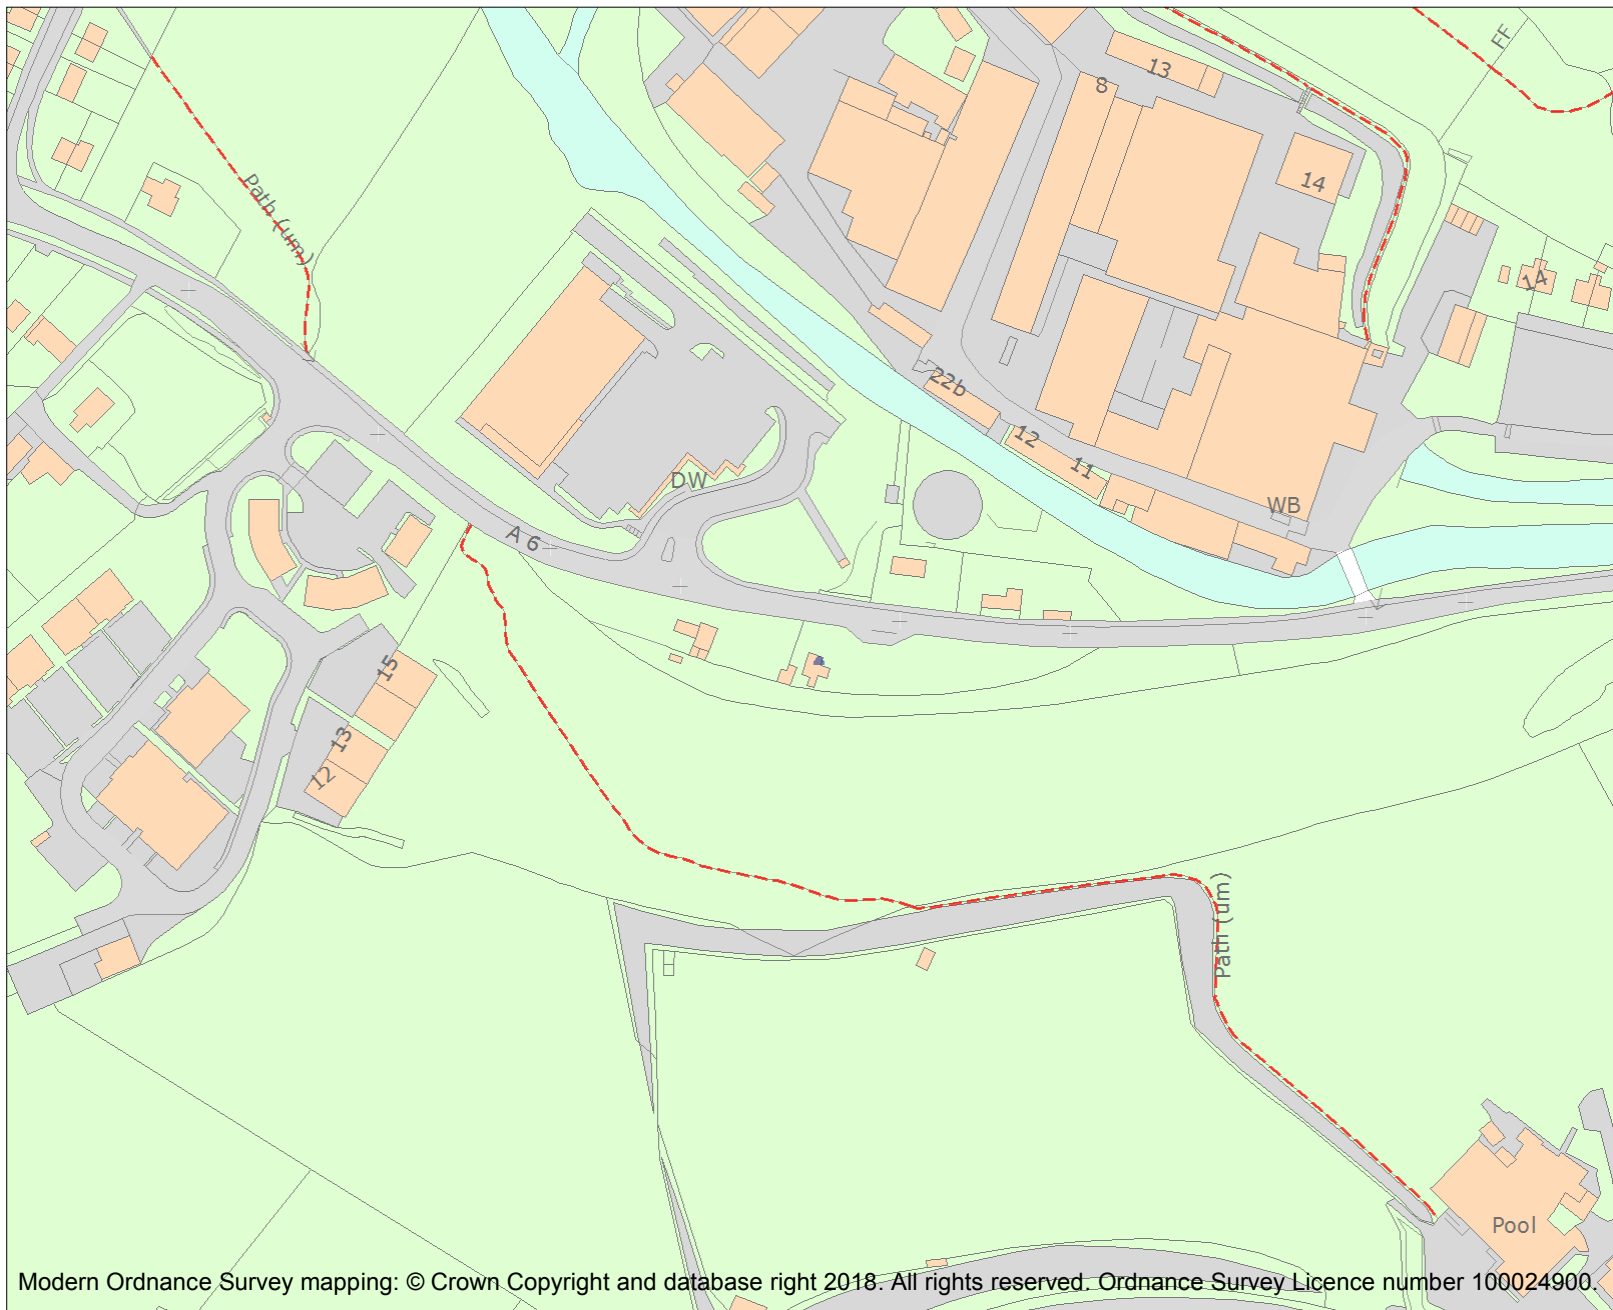 FF
13
8
14
Path (um)
14
22b
12
11
DW
WB
A 6
15
13
12
Path (um)
Pool
Modern Ordnance Survey mapping: © Crown Copyright and database right 2018. All rights reserved. Ordnance Survey Licence number 100024900.